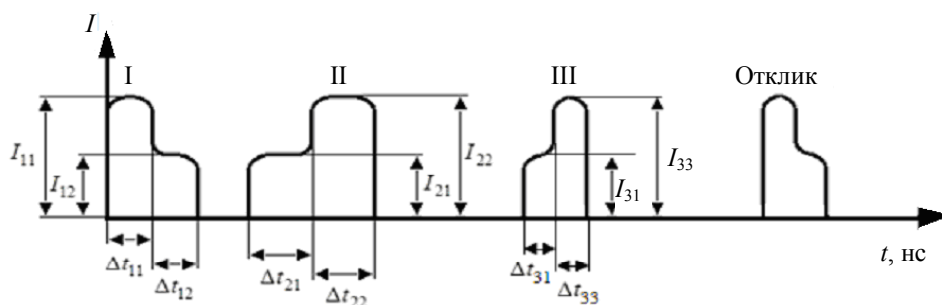 I
I II III Отклик
I₁₁ I₁₂ I₂₁ I₂₂ I₃₁ I₃₃
t, нс
Δt₁₁ Δt₁₂ Δt₂₁ Δt₂₂ Δt₃₁ Δt₃₃